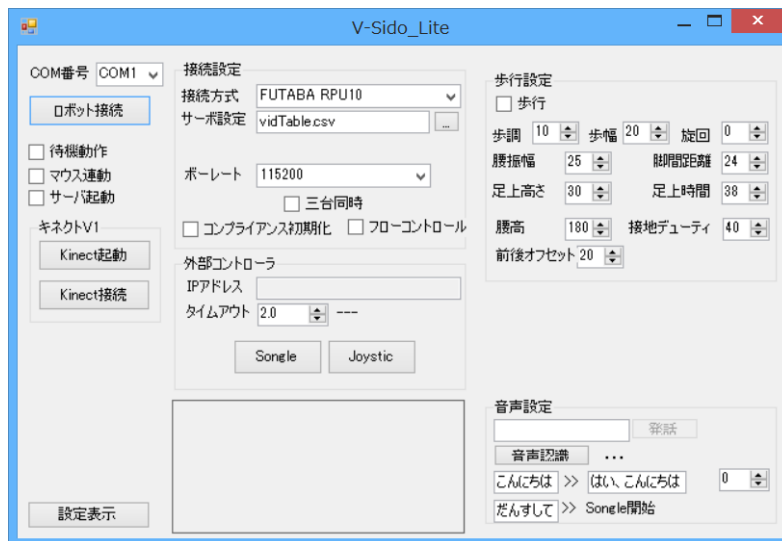 V-Sido_Lite
COM番号 COM1
ロボット接続
待機動作
マウス連動
サーバ起動
キネクトV1
Kinect起動
Kinect接続
設定表示
接続設定
接続方式 FUTABA RPU10
サーボ設定 vidTable.csv ...
ボーレート 115200
三台同時
コンプライアンス初期化 フローコントロール
外部コントローラ
IPアドレス
タイムアウト 2.0 ---
Songle Joystic
歩行設定
歩行
歩調 10 歩幅 20 旋回 0
腰振幅 25 脚間距離 24
足上高さ 30 足上時間 38
腰高 180 接地デューティ 40
前後オフセット 20
音声設定
発話
音声認識 ...
こんにちは >> はい、こんにちは 0
だんすして >> Songle開始